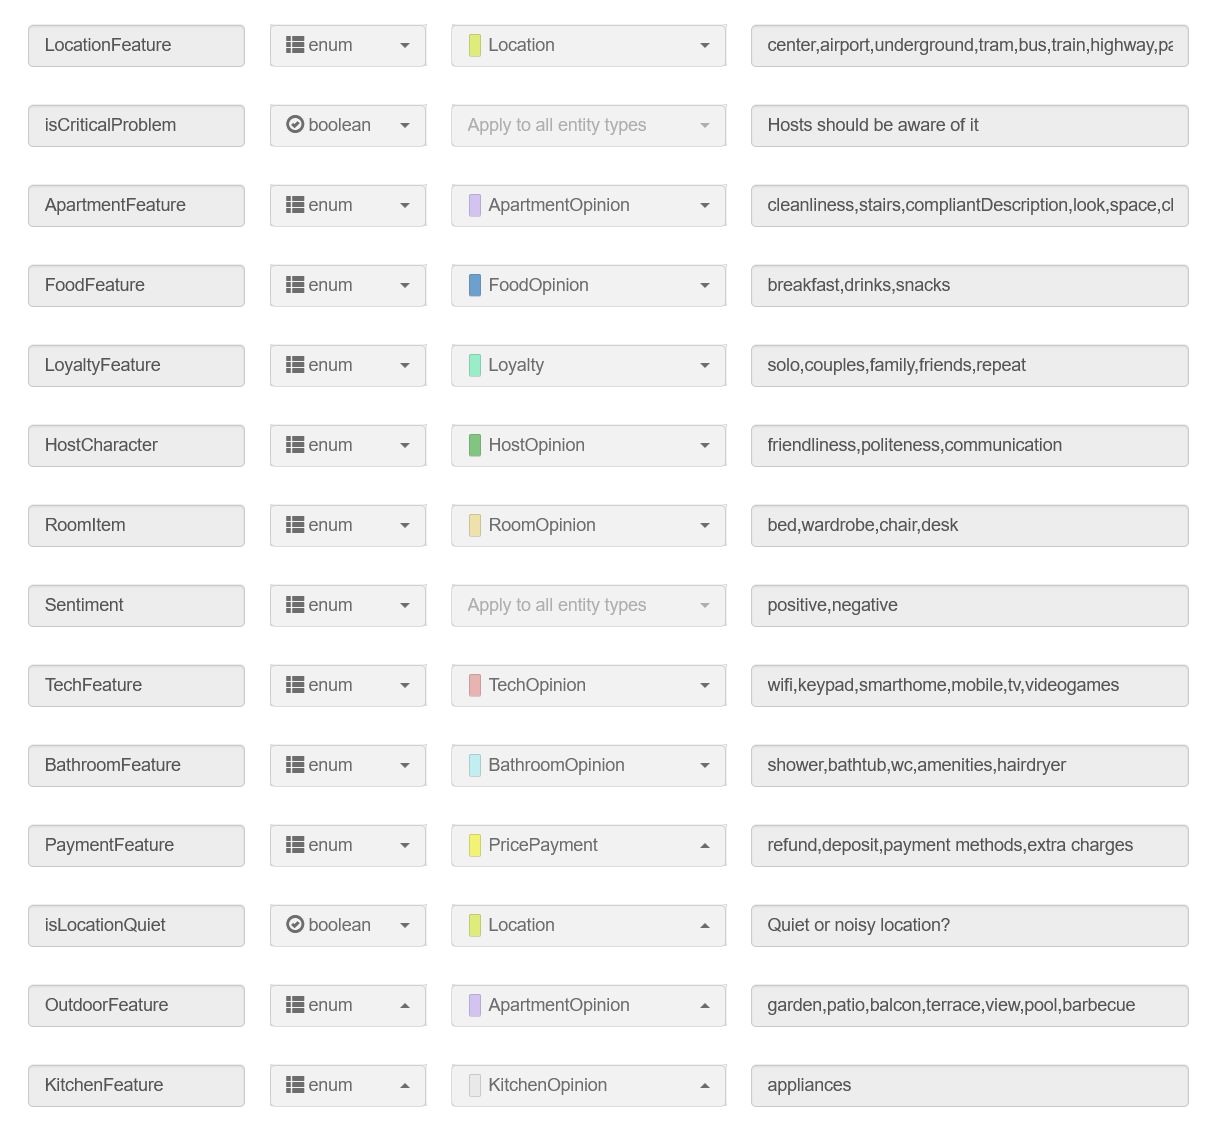 LocationFeature enum Location center,airport,underground,tram,bus,train,highway,pa
isCriticalProblem boolean Apply to all entity types Hosts should be aware of it
ApartmentFeature enum ApartmentOpinion cleanliness,stairs,compliantDescription,look,space,cl
FoodFeature enum FoodOpinion breakfast,drinks,snacks
LoyaltyFeature enum Loyalty solo,couples,family,friends,repeat
HostCharacter enum HostOpinion friendliness,politeness,communication
RoomItem enum RoomOpinion bed,wardrobe,chair,desk
Sentiment enum Apply to all entity types positive,negative
TechFeature enum TechOpinion wifi,keypad,smarthome,mobile,tv,videogames
BathroomFeature enum BathroomOpinion shower,bathtub,wc,amenities,hairdryer
PaymentFeature enum PricePayment refund,deposit,payment methods,extra charges
isLocationQuiet boolean Location Quiet or noisy location?
OutdoorFeature enum ApartmentOpinion garden,patio,balcon,terrace,view,pool,barbecue
KitchenFeature enum KitchenOpinion appliances